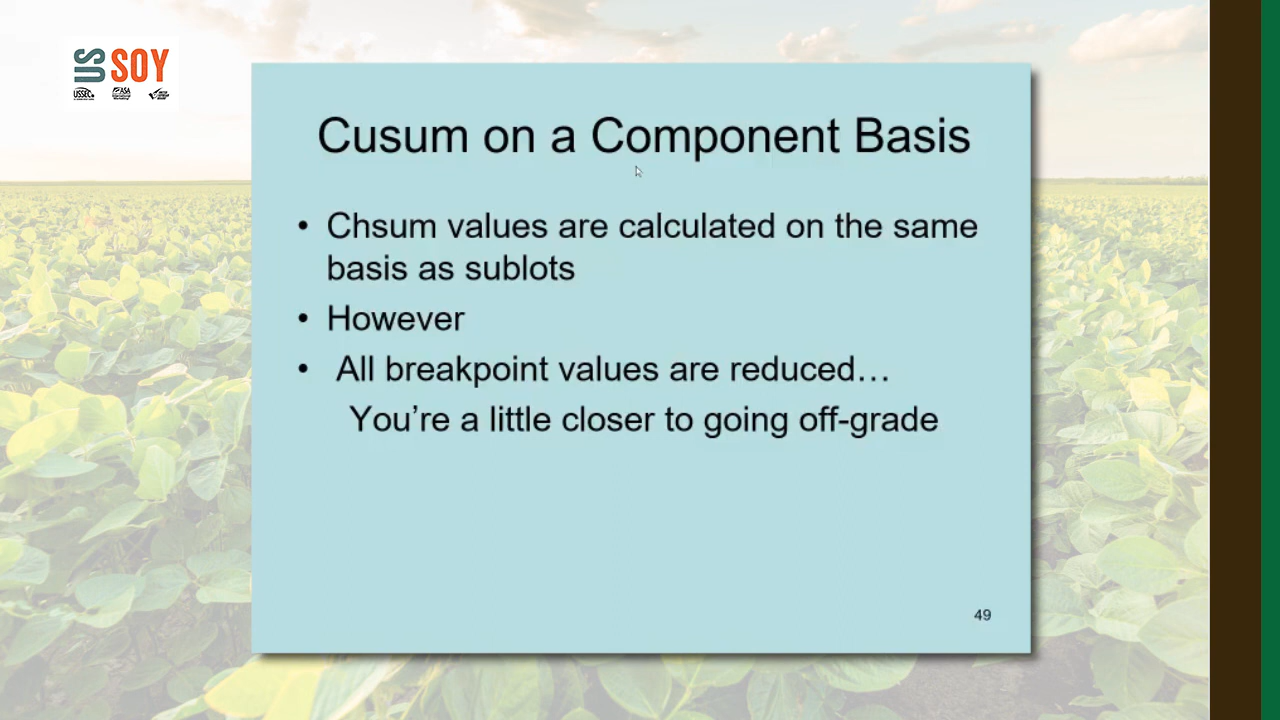 US SOY
USSEC
ASA
Cusum on a Component Basis
• Chsum values are calculated on the same
basis as sublots
• However
• All breakpoint values are reduced…
You’re a little closer to going off-grade
49